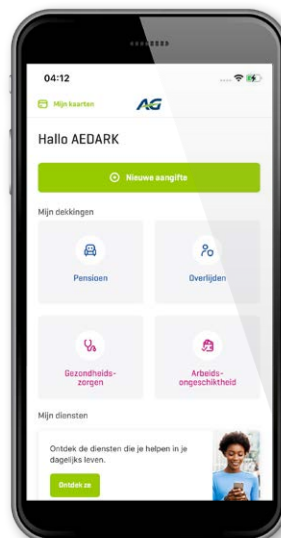 04:12
Mijn kaarten
AG
Hallo AEDARK
Nieuwe aangifte
Mijn dekkingen
Pensioen
Overlijden
Gezondheids-
zorgen
Arbeids-
ongeschiktheid
Mijn diensten
Ontdek de diensten die je helpen in je
dagelijks leven.
Ontdek ze